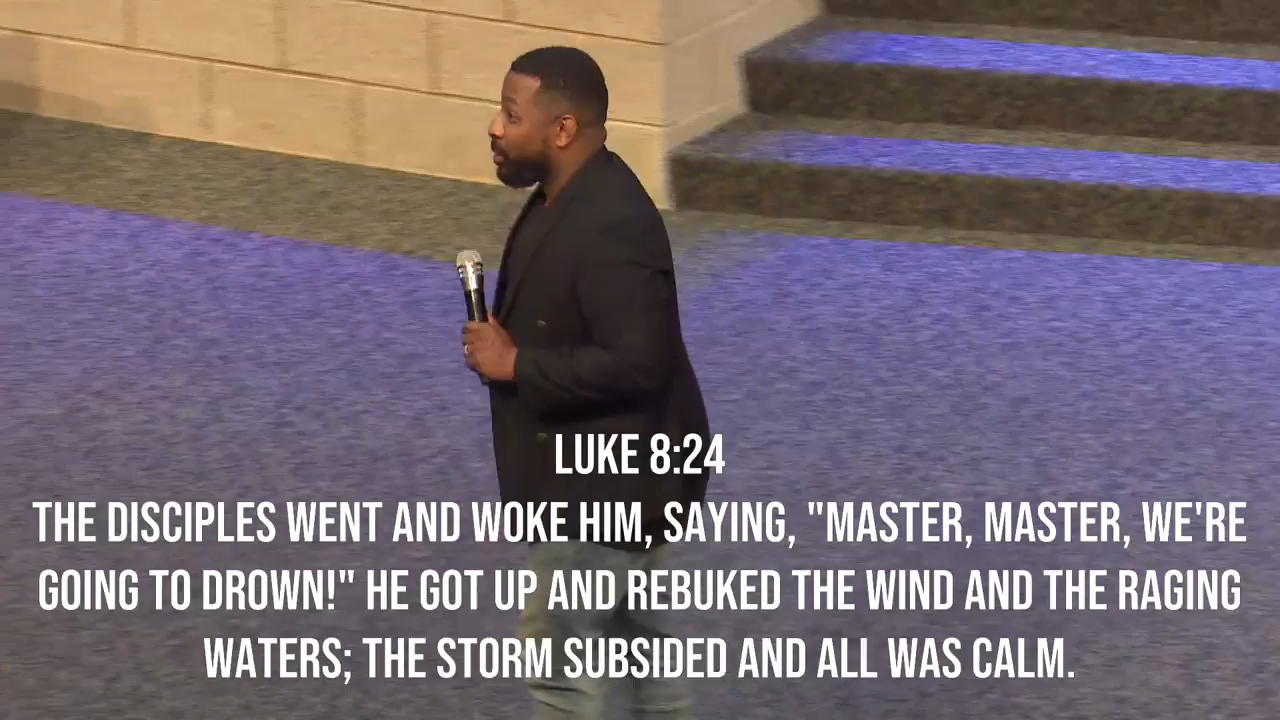 LUKE 8:24
THE DISCIPLES WENT AND WOKE HIM, SAYING, "MASTER, MASTER, WE'RE
GOING TO DROWN!" HE GOT UP AND REBUKED THE WIND AND THE RAGING
WATERS; THE STORM SUBSIDED AND ALL WAS CALM.